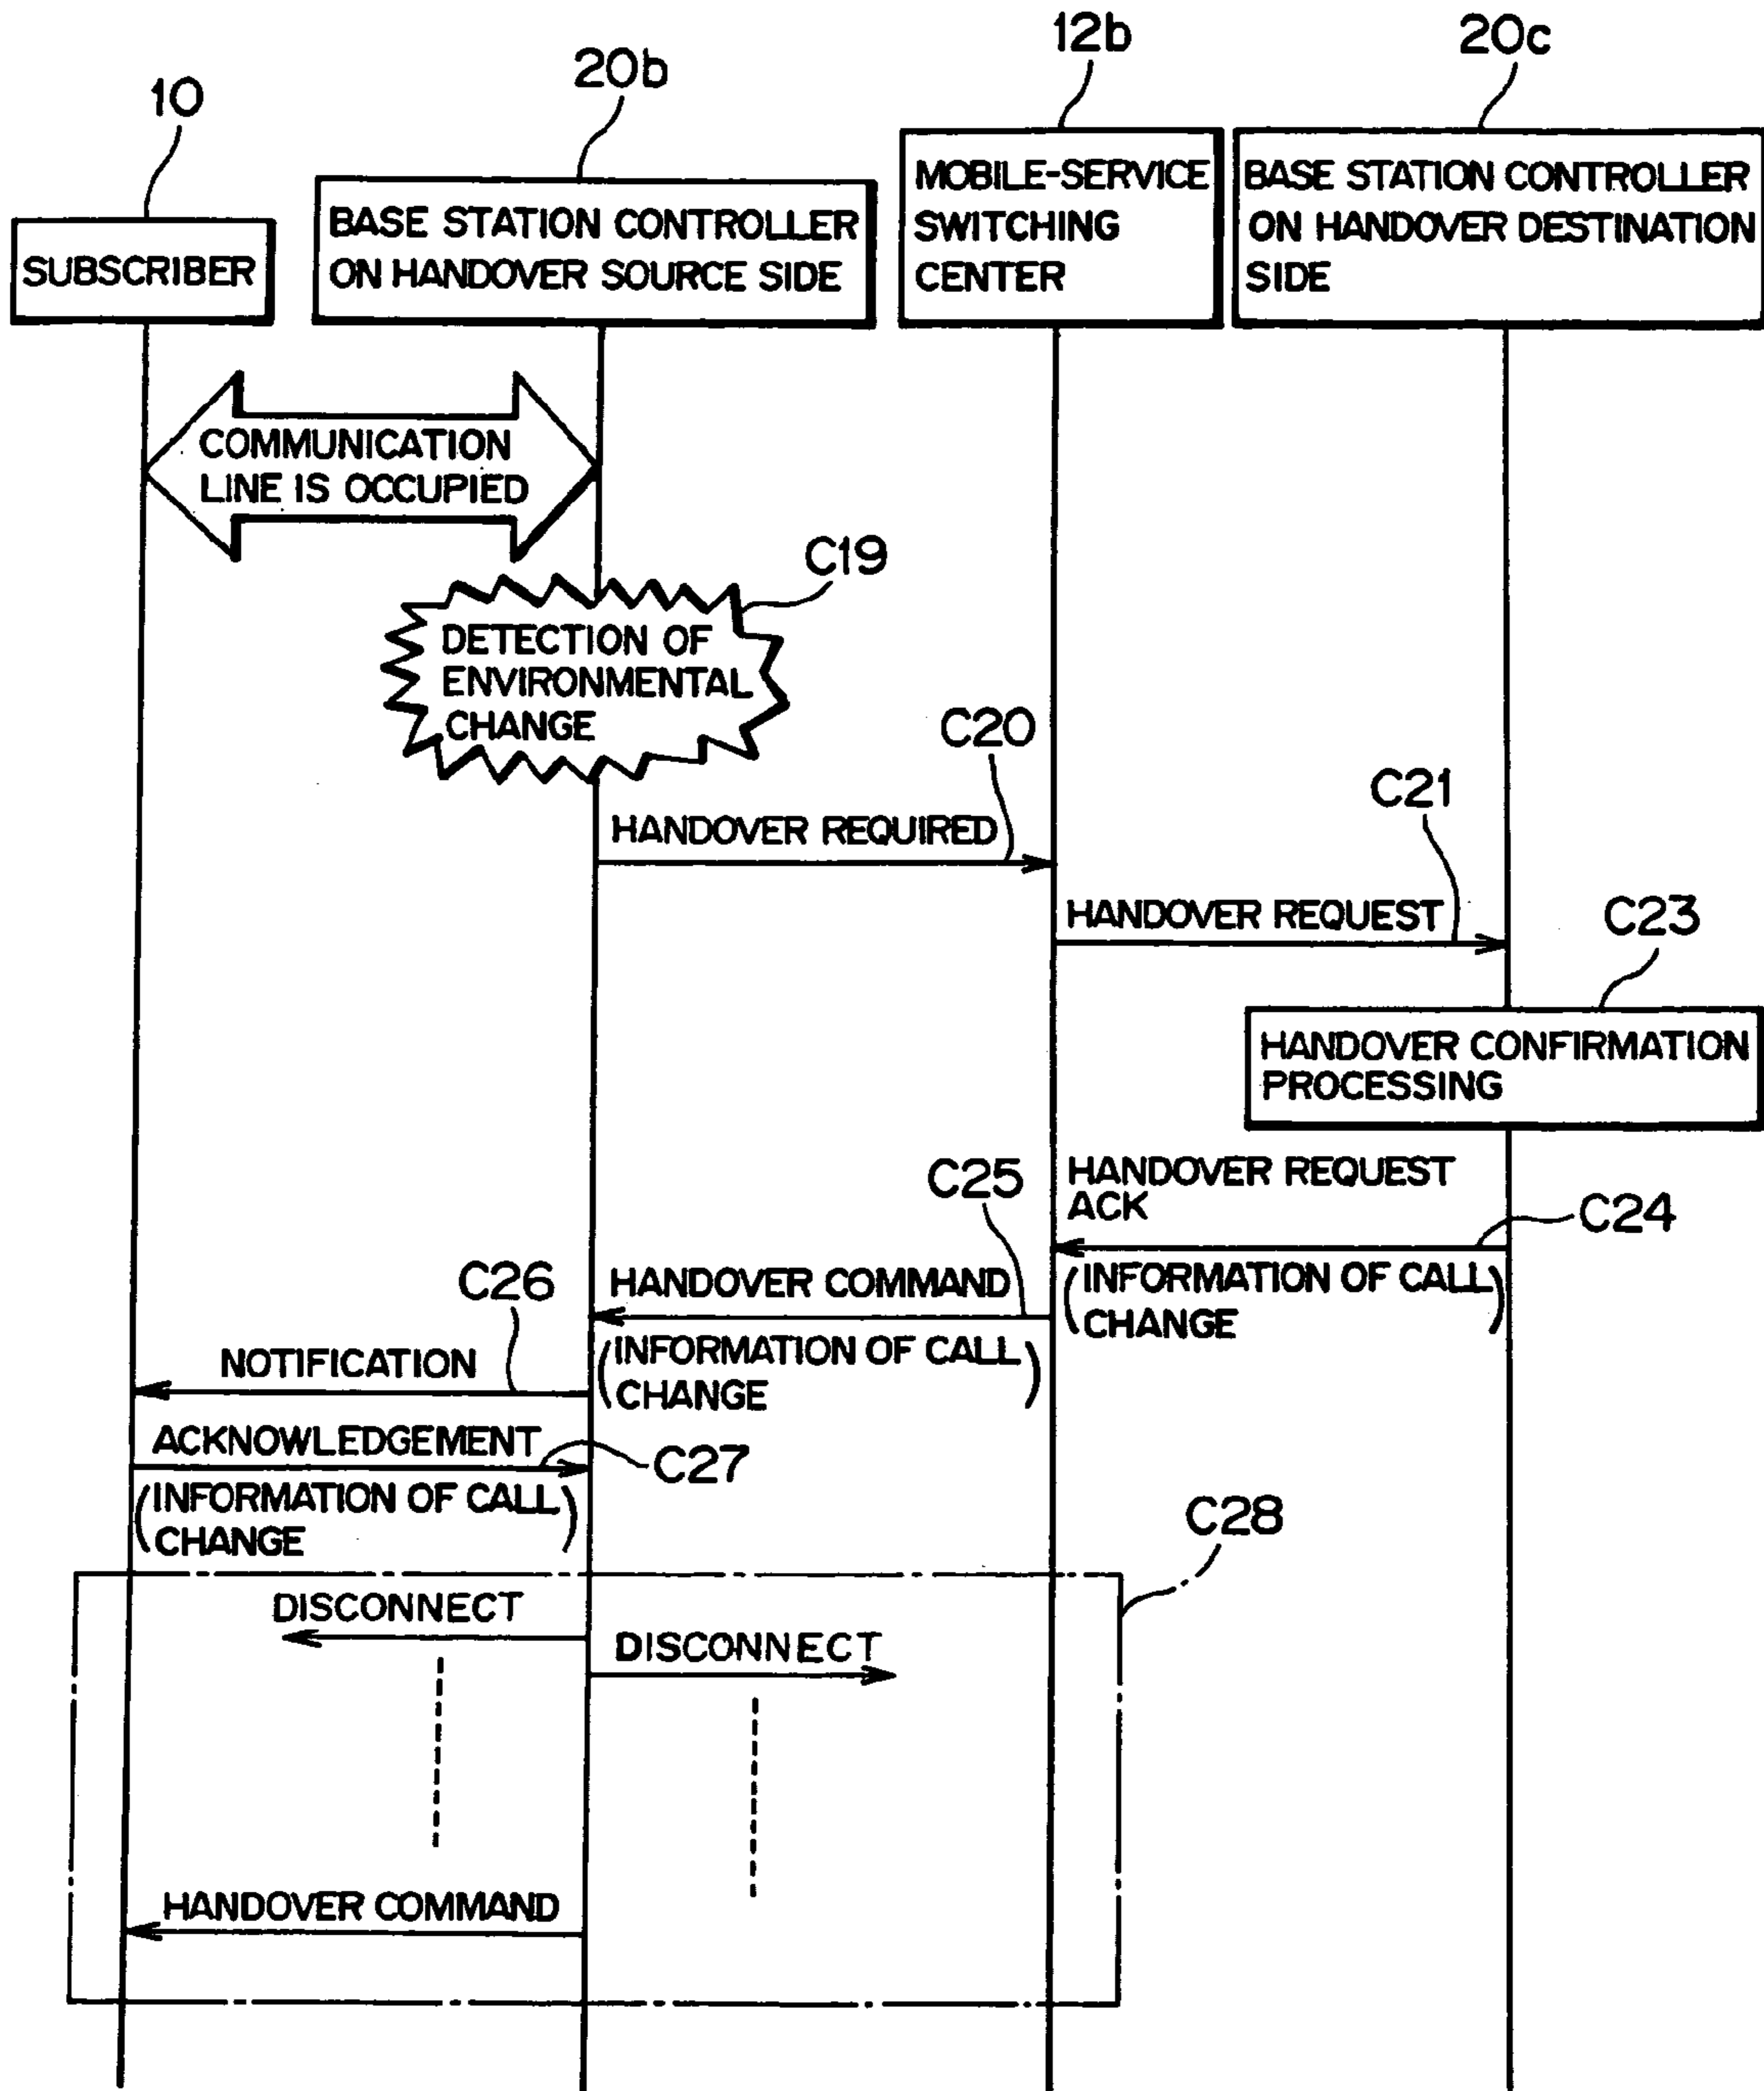 12b
20c
20b
10
SUBSCRIBER
BASE STATION CONTROLLER
ON HANDOVER SOURCE SIDE
MOBILE-SERVICE
SWITCHING
CENTER
BASE STATION CONTROLLER
ON HANDOVER DESTINATION
SIDE
COMMUNICATION
LINE IS OCCUPIED
C19
DETECTION OF
ENVIRONMENTAL
CHANGE
C20
HANDOVER REQUIRED
C21
HANDOVER REQUEST
C23
HANDOVER CONFIRMATION
PROCESSING
HANDOVER REQUEST
ACK
C24
(INFORMATION OF CALL
CHANGE)
C25
HANDOVER COMMAND
(INFORMATION OF CALL
CHANGE)
C26
NOTIFICATION
ACKNOWLEDGEMENT
C27
(INFORMATION OF CALL
CHANGE)
C28
DISCONNECT
DISCONNECT
HANDOVER COMMAND